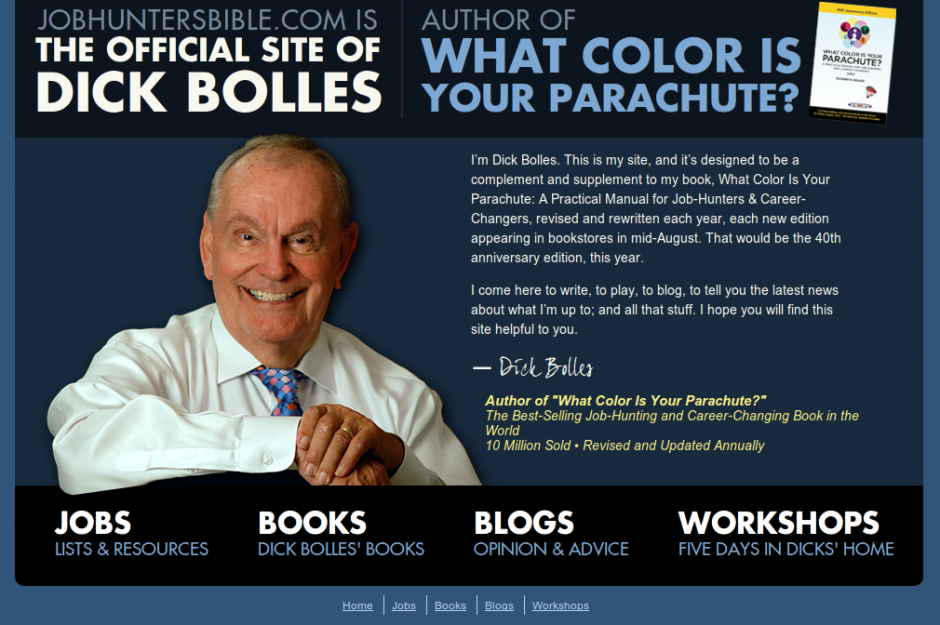 JOBHUNTERSBIBLE.COM IS
THE OFFICIAL SITE OF
DICK BOLLES
AUTHOR OF
WHAT COLOR IS
YOUR PARACHUTE?
WHAT COLOR IS YOUR
PARACHUTE?
I'm Dick Bolles. This is my site, and it's designed to be a
complement and supplement to my book, What Color Is Your
Parachute: A Practical Manual for Job-Hunters & Career-
Changers, revised and rewritten each year, each new edition
appearing in bookstores in mid-August. That would be the 40th
anniversary edition, this year.
I come here to write, to play, to blog, to tell you the latest news
about what I'm up to; and all that stuff. I hope you will find this
site helpful to you.
— Dick Bolles
Author of "What Color Is Your Parachute?"
The Best-Selling Job-Hunting and Career-Changing Book in the
World
10 Million Sold • Revised and Updated Annually
JOBS
LISTS & RESOURCES
BOOKS
DICK BOLLES' BOOKS
BLOGS
OPINION & ADVICE
WORKSHOPS
FIVE DAYS IN DICKS' HOME
Home | Jobs | Books | Blogs | Workshops